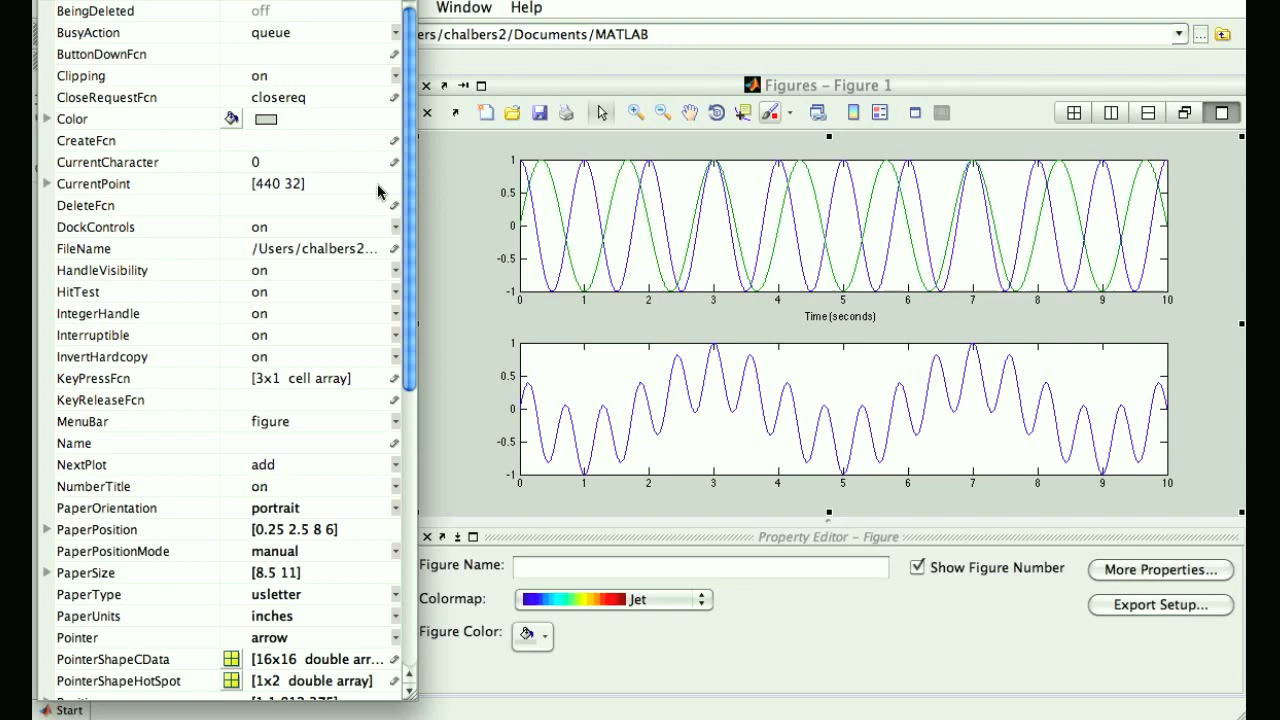 Window Help
BeingDeleted off
BusyAction queue
ButtonDownFcn
Clipping on
CloseRequestFcn closereq
Color
CreateFcn
CurrentCharacter 0
CurrentPoint [440 32]
DeleteFcn
DockControls on
FileName /Users/chalbers2...
HandleVisibility on
HitTest on
IntegerHandle on
Interruptible on
InvertHardcopy on
KeyPressFcn [3x1 cell array]
KeyReleaseFcn
MenuBar figure
Name
NextPlot add
NumberTitle on
PaperOrientation portrait
PaperPosition [0.25 2.5 8 6]
PaperPositionMode manual
PaperSize [8.5 11]
PaperType usletter
PaperUnits inches
Pointer arrow
PointerShapeCData [16x16 double arr...
PointerShapeHotSpot [1x2 double array]
Start
ers/chalbers2/Documents/MATLAB
...
Figures – Figure 1
1
0.5
0
-0.5
-1
0 1 2 3 4 5 6 7 8 9 10
Time(seconds)
1
0.5
0
-0.5
-1
0 1 2 3 4 5 6 7 8 9 10
Property Editor – Figure
Figure Name: Show Figure Number More Properties...
Colormap: Jet Export Setup...
Figure Color: